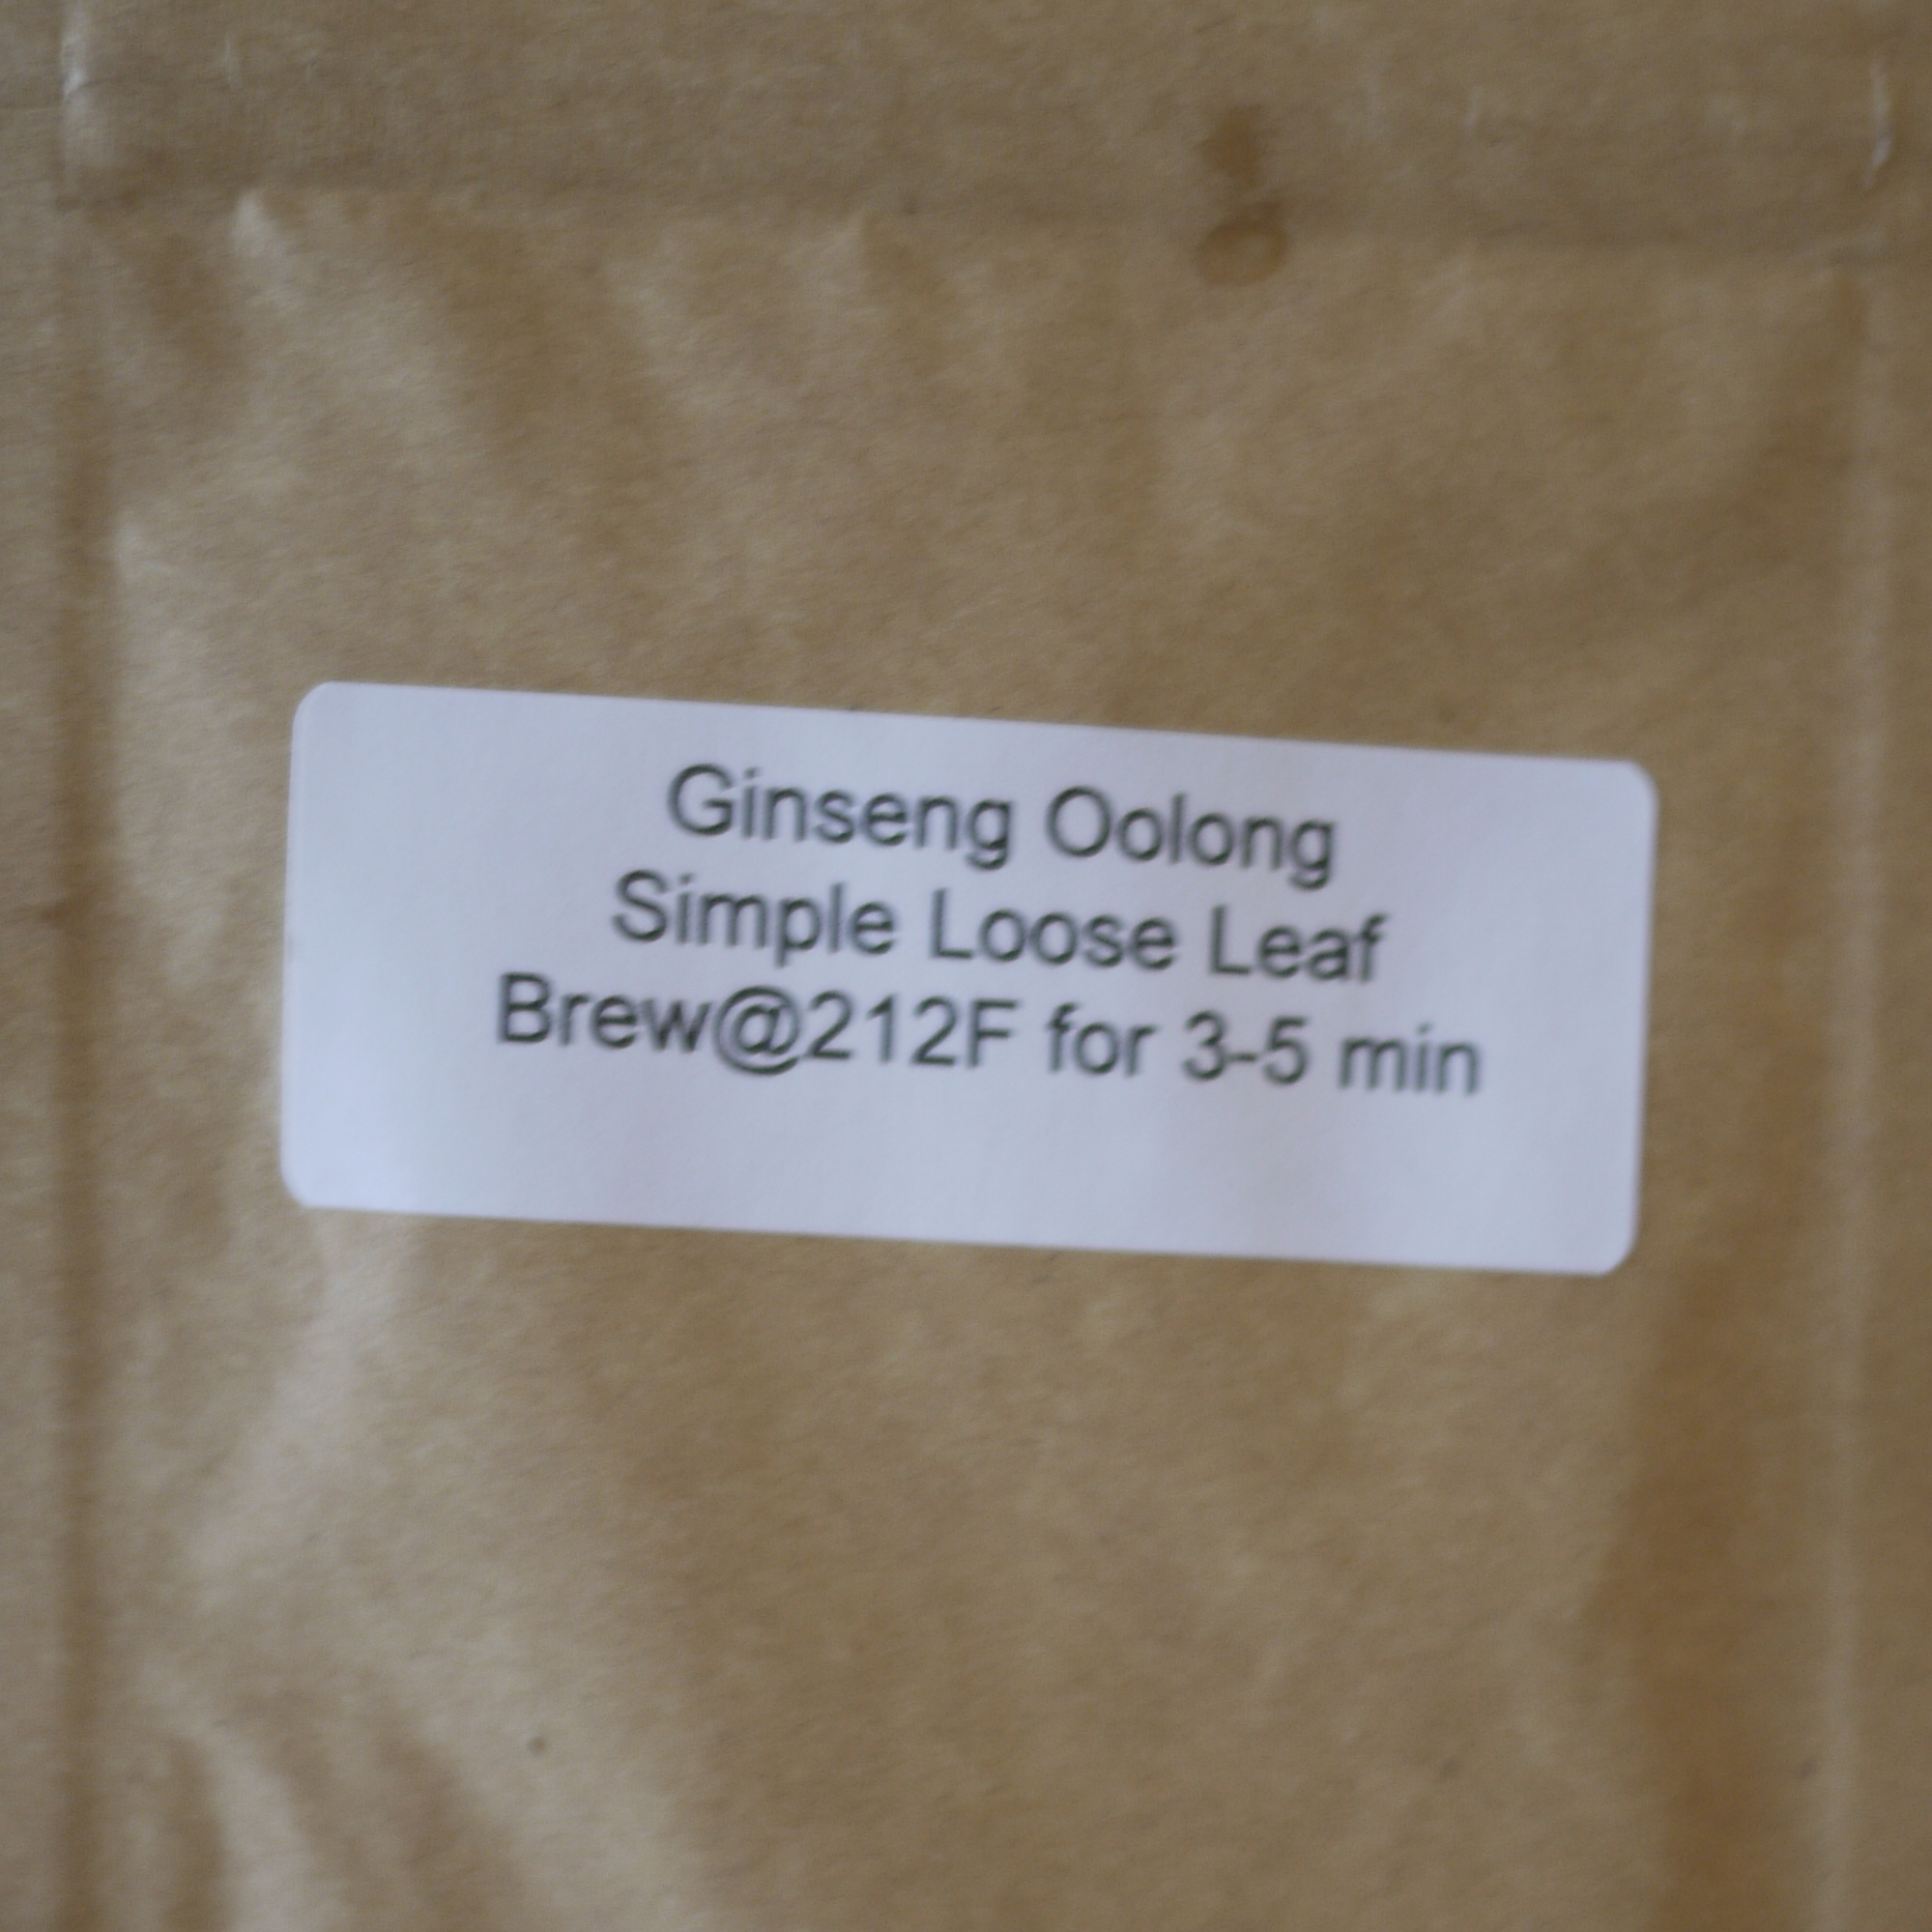 Ginseng Oolong
Simple Loose Leaf
Brew@212F for 3-5 min